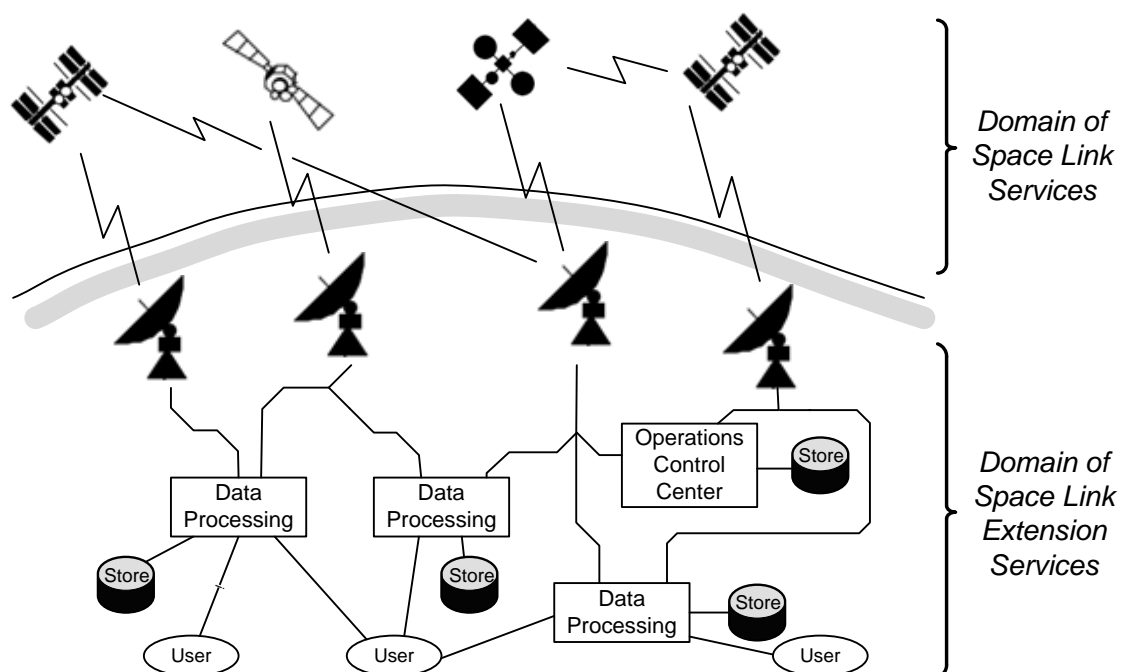 Domain of
Space Link
Services
Operations
Control
Center
Store
Data
Processing
Data
Processing
Domain of
Space Link
Extension
Services
Store
Store
Data
Processing
Store
User
User
User